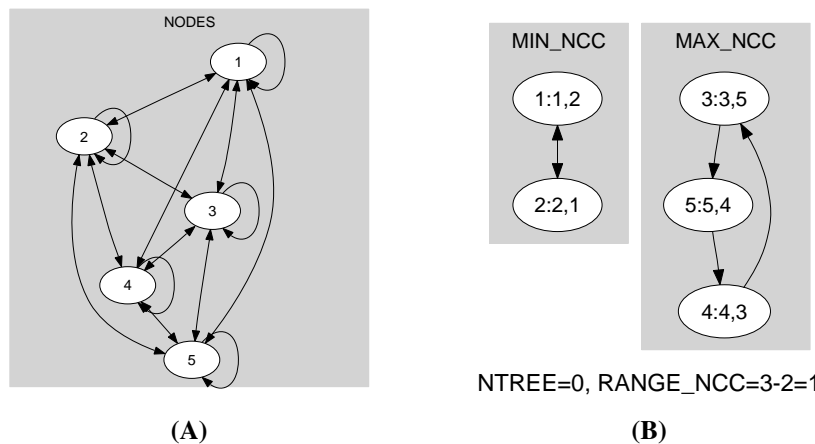 NODES
1
2
3
4
5
MIN_NCC
1:1,2
2:2,1
MAX_NCC
3:3,5
5:5,4
4:4,3
NTREE=0, RANGE_NCC=3-2=1
(A)
(B)